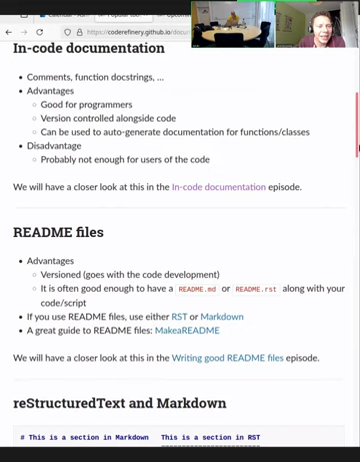 https://coderefinery.github.io/docu
In-code documentation
• Comments, function docstrings, ...
• Advantages
○ Good for programmers
○ Version controlled alongside code
○ Can be used to auto-generate documentation for functions/classes
• Disadvantage
○ Probably not enough for users of the code
We will have a closer look at this in the In-code documentation episode.
README files
• Advantages
○ Versioned (goes with the code development)
○ It is often good enough to have a README.md or README.rst along with your
code/script
• If you use README files, use either RST or Markdown
• A great guide to README files: MakeaREADME
We will have a closer look at this in the Writing good README files episode.
reStructuredText and Markdown
# This is a section in Markdown This is a section in RST